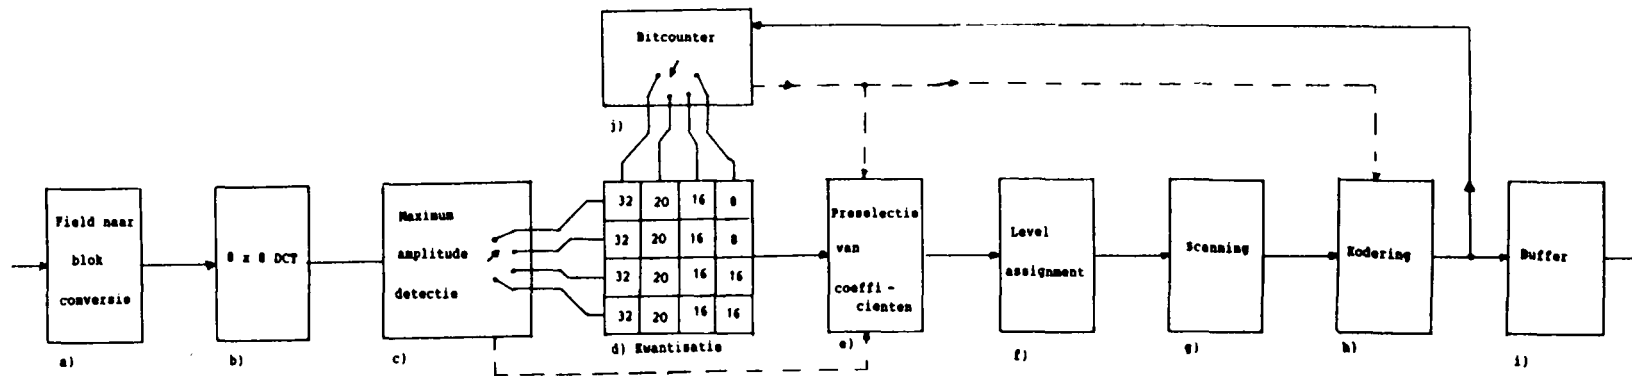 Bitcounter
j)
Field naar
blok
conversie
a)
8 x 8 DCT
b)
Maximum
amplitude
detectie
c)
32 20 16 8
32 20 16 8
32 20 16 16
32 20 16 16
d) Kwantisatie
Preselectie
van
coeffi-
cienten
e)
Level
assignment
f)
Scanning
g)
Kodering
h)
Buffer
i)